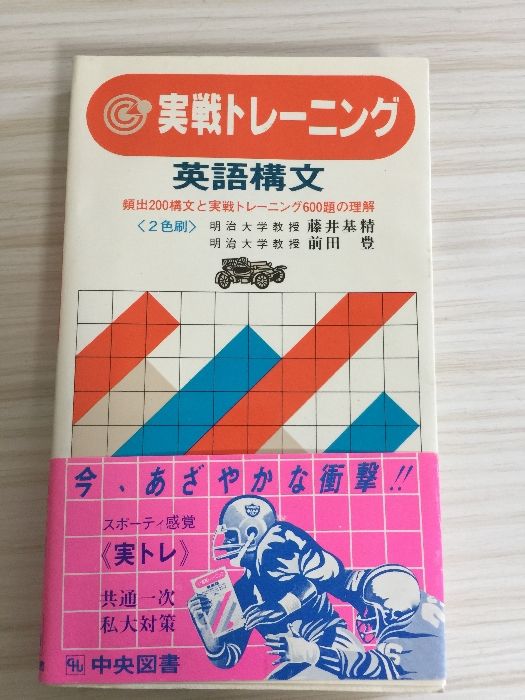 実戦トレーニング
英語構文
頻出200構文と実戦トレーニング600題の理解
〈2色刷〉 明治大学教授 藤井基精
明治大学教授 前田 豊
今、あざやかな衝撃!!
スポーティ感覚
《実トレ》
共通一次
私大対策
中央図書